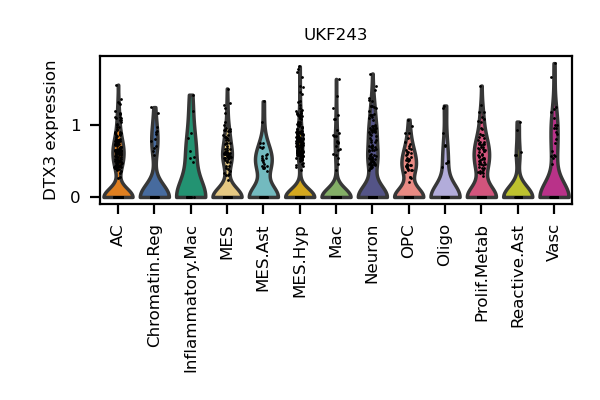 UKF243
DTX3 expression
1
0
AC
Chromatin.Reg
Inflammatory.Mac
MES
MES.Ast
MES.Hyp
Mac
Neuron
OPC
Oligo
Prolif.Metab
Reactive.Ast
Vasc